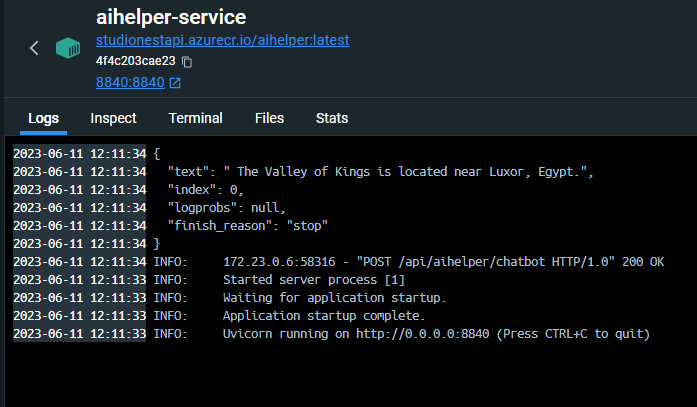 aihelper-service
studionestapi.azurecr.io/aihelper:latest
4f4c203cae23
8840:8840
Logs Inspect Terminal Files Stats
2023-06-11 12:11:34 {
2023-06-11 12:11:34   "text": " The Valley of Kings is located near Luxor, Egypt.",
2023-06-11 12:11:34   "index": 0,
2023-06-11 12:11:34   "logprobs": null,
2023-06-11 12:11:34   "finish_reason": "stop"
2023-06-11 12:11:34 }
2023-06-11 12:11:34 INFO:     172.23.0.6:58316 - "POST /api/aihelper/chatbot HTTP/1.0" 200 OK
2023-06-11 12:11:33 INFO:     Started server process [1]
2023-06-11 12:11:33 INFO:     Waiting for application startup.
2023-06-11 12:11:33 INFO:     Application startup complete.
2023-06-11 12:11:33 INFO:     Uvicorn running on http://0.0.0.0:8840 (Press CTRL+C to quit)